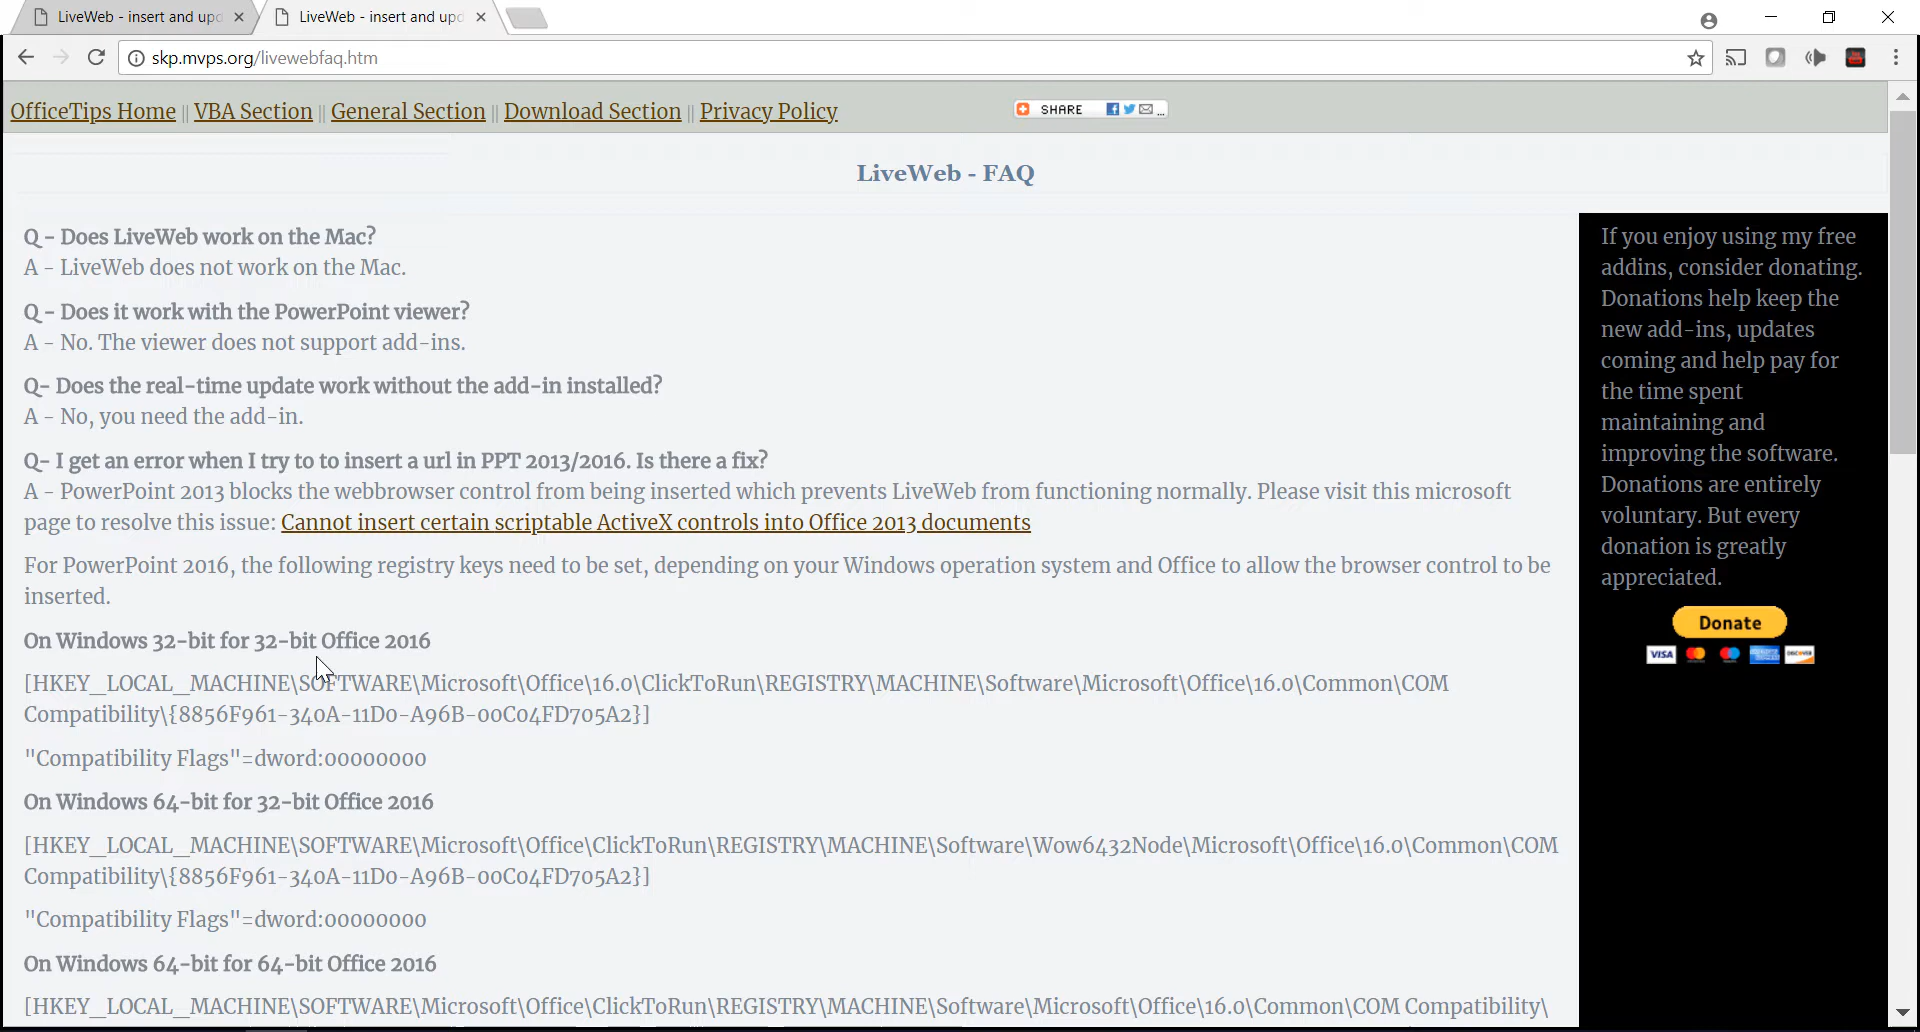 LiveWeb - insert and upd
LiveWeb - insert and upd
skp.mvps.org/livewebfaq.htm
OfficeTips Home || VBA Section || General Section || Download Section || Privacy Policy
SHARE ...
LiveWeb - FAQ
Q - Does LiveWeb work on the Mac?
A - LiveWeb does not work on the Mac.
Q - Does it work with the PowerPoint viewer?
A - No. The viewer does not support add-ins.
Q- Does the real-time update work without the add-in installed?
A - No, you need the add-in.
Q- I get an error when I try to to insert a url in PPT 2013/2016. Is there a fix?
A - PowerPoint 2013 blocks the webbrowser control from being inserted which prevents LiveWeb from functioning normally. Please visit this microsoft
page to resolve this issue: Cannot insert certain scriptable ActiveX controls into Office 2013 documents
For PowerPoint 2016, the following registry keys need to be set, depending on your Windows operation system and Office to allow the browser control to be
inserted.
On Windows 32-bit for 32-bit Office 2016
[HKEY_LOCAL_MACHINE\SOFTWARE\Microsoft\Office\16.0\ClickToRun\REGISTRY\MACHINE\Software\Microsoft\Office\16.0\Common\COM
Compatibility\{8856F961-340A-11D0-A96B-00C04FD705A2}]
"Compatibility Flags"=dword:00000000
On Windows 64-bit for 32-bit Office 2016
[HKEY_LOCAL_MACHINE\SOFTWARE\Microsoft\Office\ClickToRun\REGISTRY\MACHINE\Software\Wow6432Node\Microsoft\Office\16.0\Common\COM
Compatibility\{8856F961-340A-11D0-A96B-00C04FD705A2}]
"Compatibility Flags"=dword:00000000
On Windows 64-bit for 64-bit Office 2016
[HKEY_LOCAL_MACHINE\SOFTWARE\Microsoft\Office\ClickToRun\REGISTRY\MACHINE\Software\Microsoft\Office\16.0\Common\COM Compatibility\
If you enjoy using my free
addins, consider donating.
Donations help keep the
new add-ins, updates
coming and help pay for
the time spent
maintaining and
improving the software.
Donations are entirely
voluntary. But every
donation is greatly
appreciated.
Donate
VISA